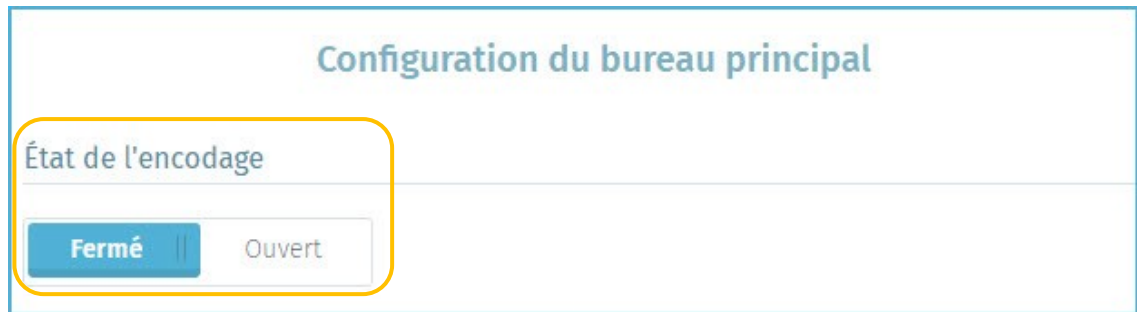 Configuration du bureau principal
État de l'encodage
Fermé Ouvert